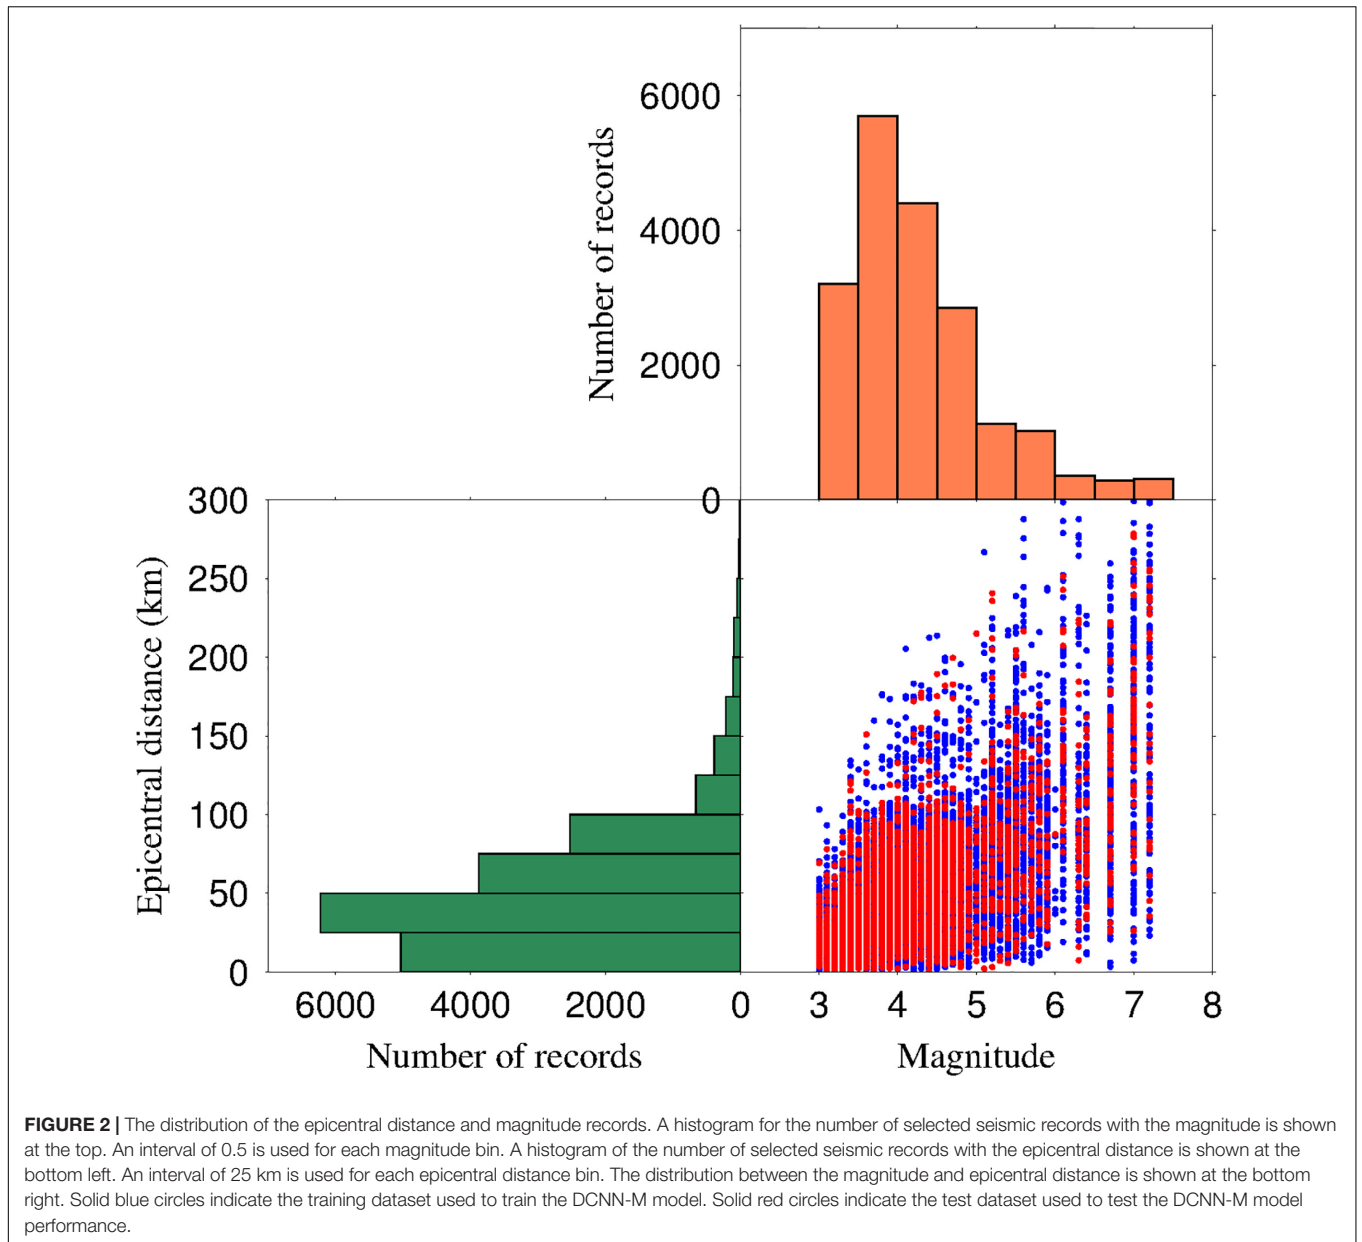 6000
4000
2000
0
Number of records
300
250
200
150
100
50
0
Epicentral distance (km)
6000 4000 2000 0
Number of records
3 4 5 6 7 8
Magnitude
FIGURE 2 | The distribution of the epicentral distance and magnitude records. A histogram for the number of selected seismic records with the magnitude is shown
at the top. An interval of 0.5 is used for each magnitude bin. A histogram of the number of selected seismic records with the epicentral distance is shown at the
bottom left. An interval of 25 km is used for each epicentral distance bin. The distribution between the magnitude and epicentral distance is shown at the bottom
right. Solid blue circles indicate the training dataset used to train the DCNN-M model. Solid red circles indicate the test dataset used to test the DCNN-M model
performance.